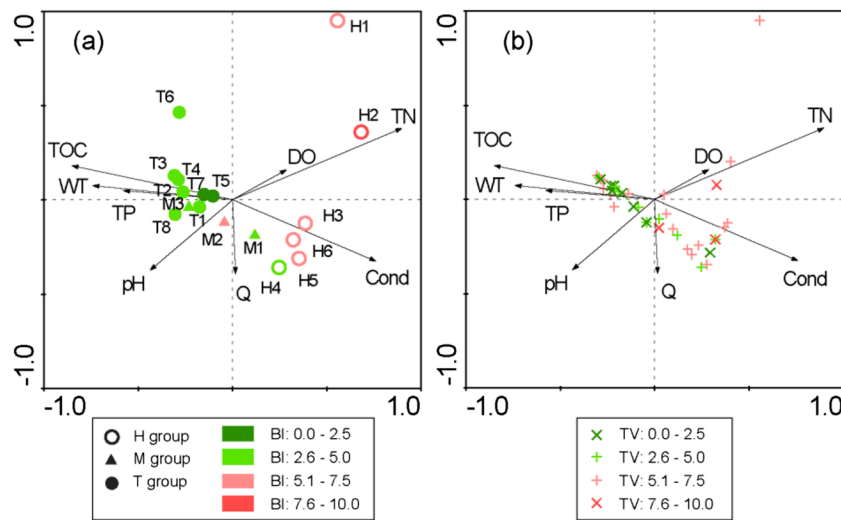 1.0
(a)
H1
T6
H2
TN
TOC
T3
T4
DO
WT
T7
T5
T2
TP
M3
T1
H3
T8
M2
M1
H6
pH
H4
H5
Cond
Q
-1.0
-1.0
1.0
H group
M group
T group
BI: 0.0 - 2.5
BI: 2.6 - 5.0
BI: 5.1 - 7.5
BI: 7.6 - 10.0
1.0
(b)
TN
TOC
DO
WT
TP
pH
Q
Cond
-1.0
-1.0
1.0
TV: 0.0 - 2.5
TV: 2.6 - 5.0
TV: 5.1 - 7.5
TV: 7.6 - 10.0